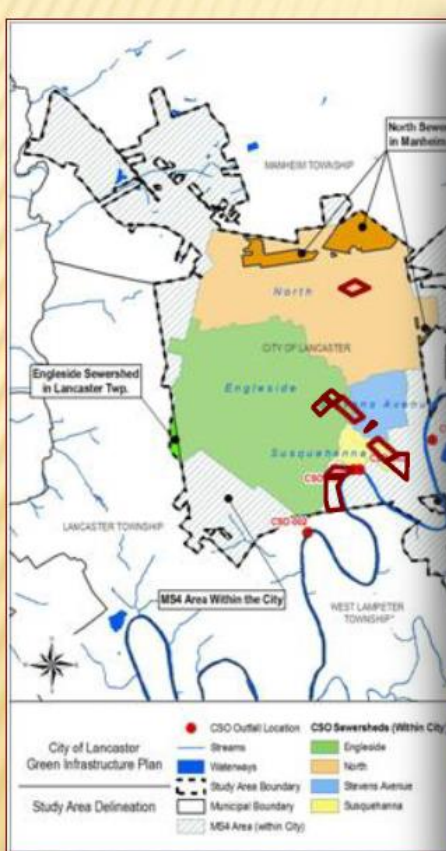 North Sewer
in Manheim
MANHEIM TOWNSHIP
North
CITY OF LANCASTER
Engleside Sewershed
in Lancaster Twp.
Engleside
Avenue
Susquehanna
LANCASTER TOWNSHIP
CSO-002
MS4 Area Within the City
WEST LAMPETER
TOWNSHIP
City of Lancaster
Green Infrastructure Plan
Study Area Delineation
CSO Outfall Location
Streams
Waterways
Study Area Boundary
Municipal Boundary
MS4 Area (within City)
CSO Sewersheds (Within City)
Engleside
North
Stevens Avenue
Susquehanna